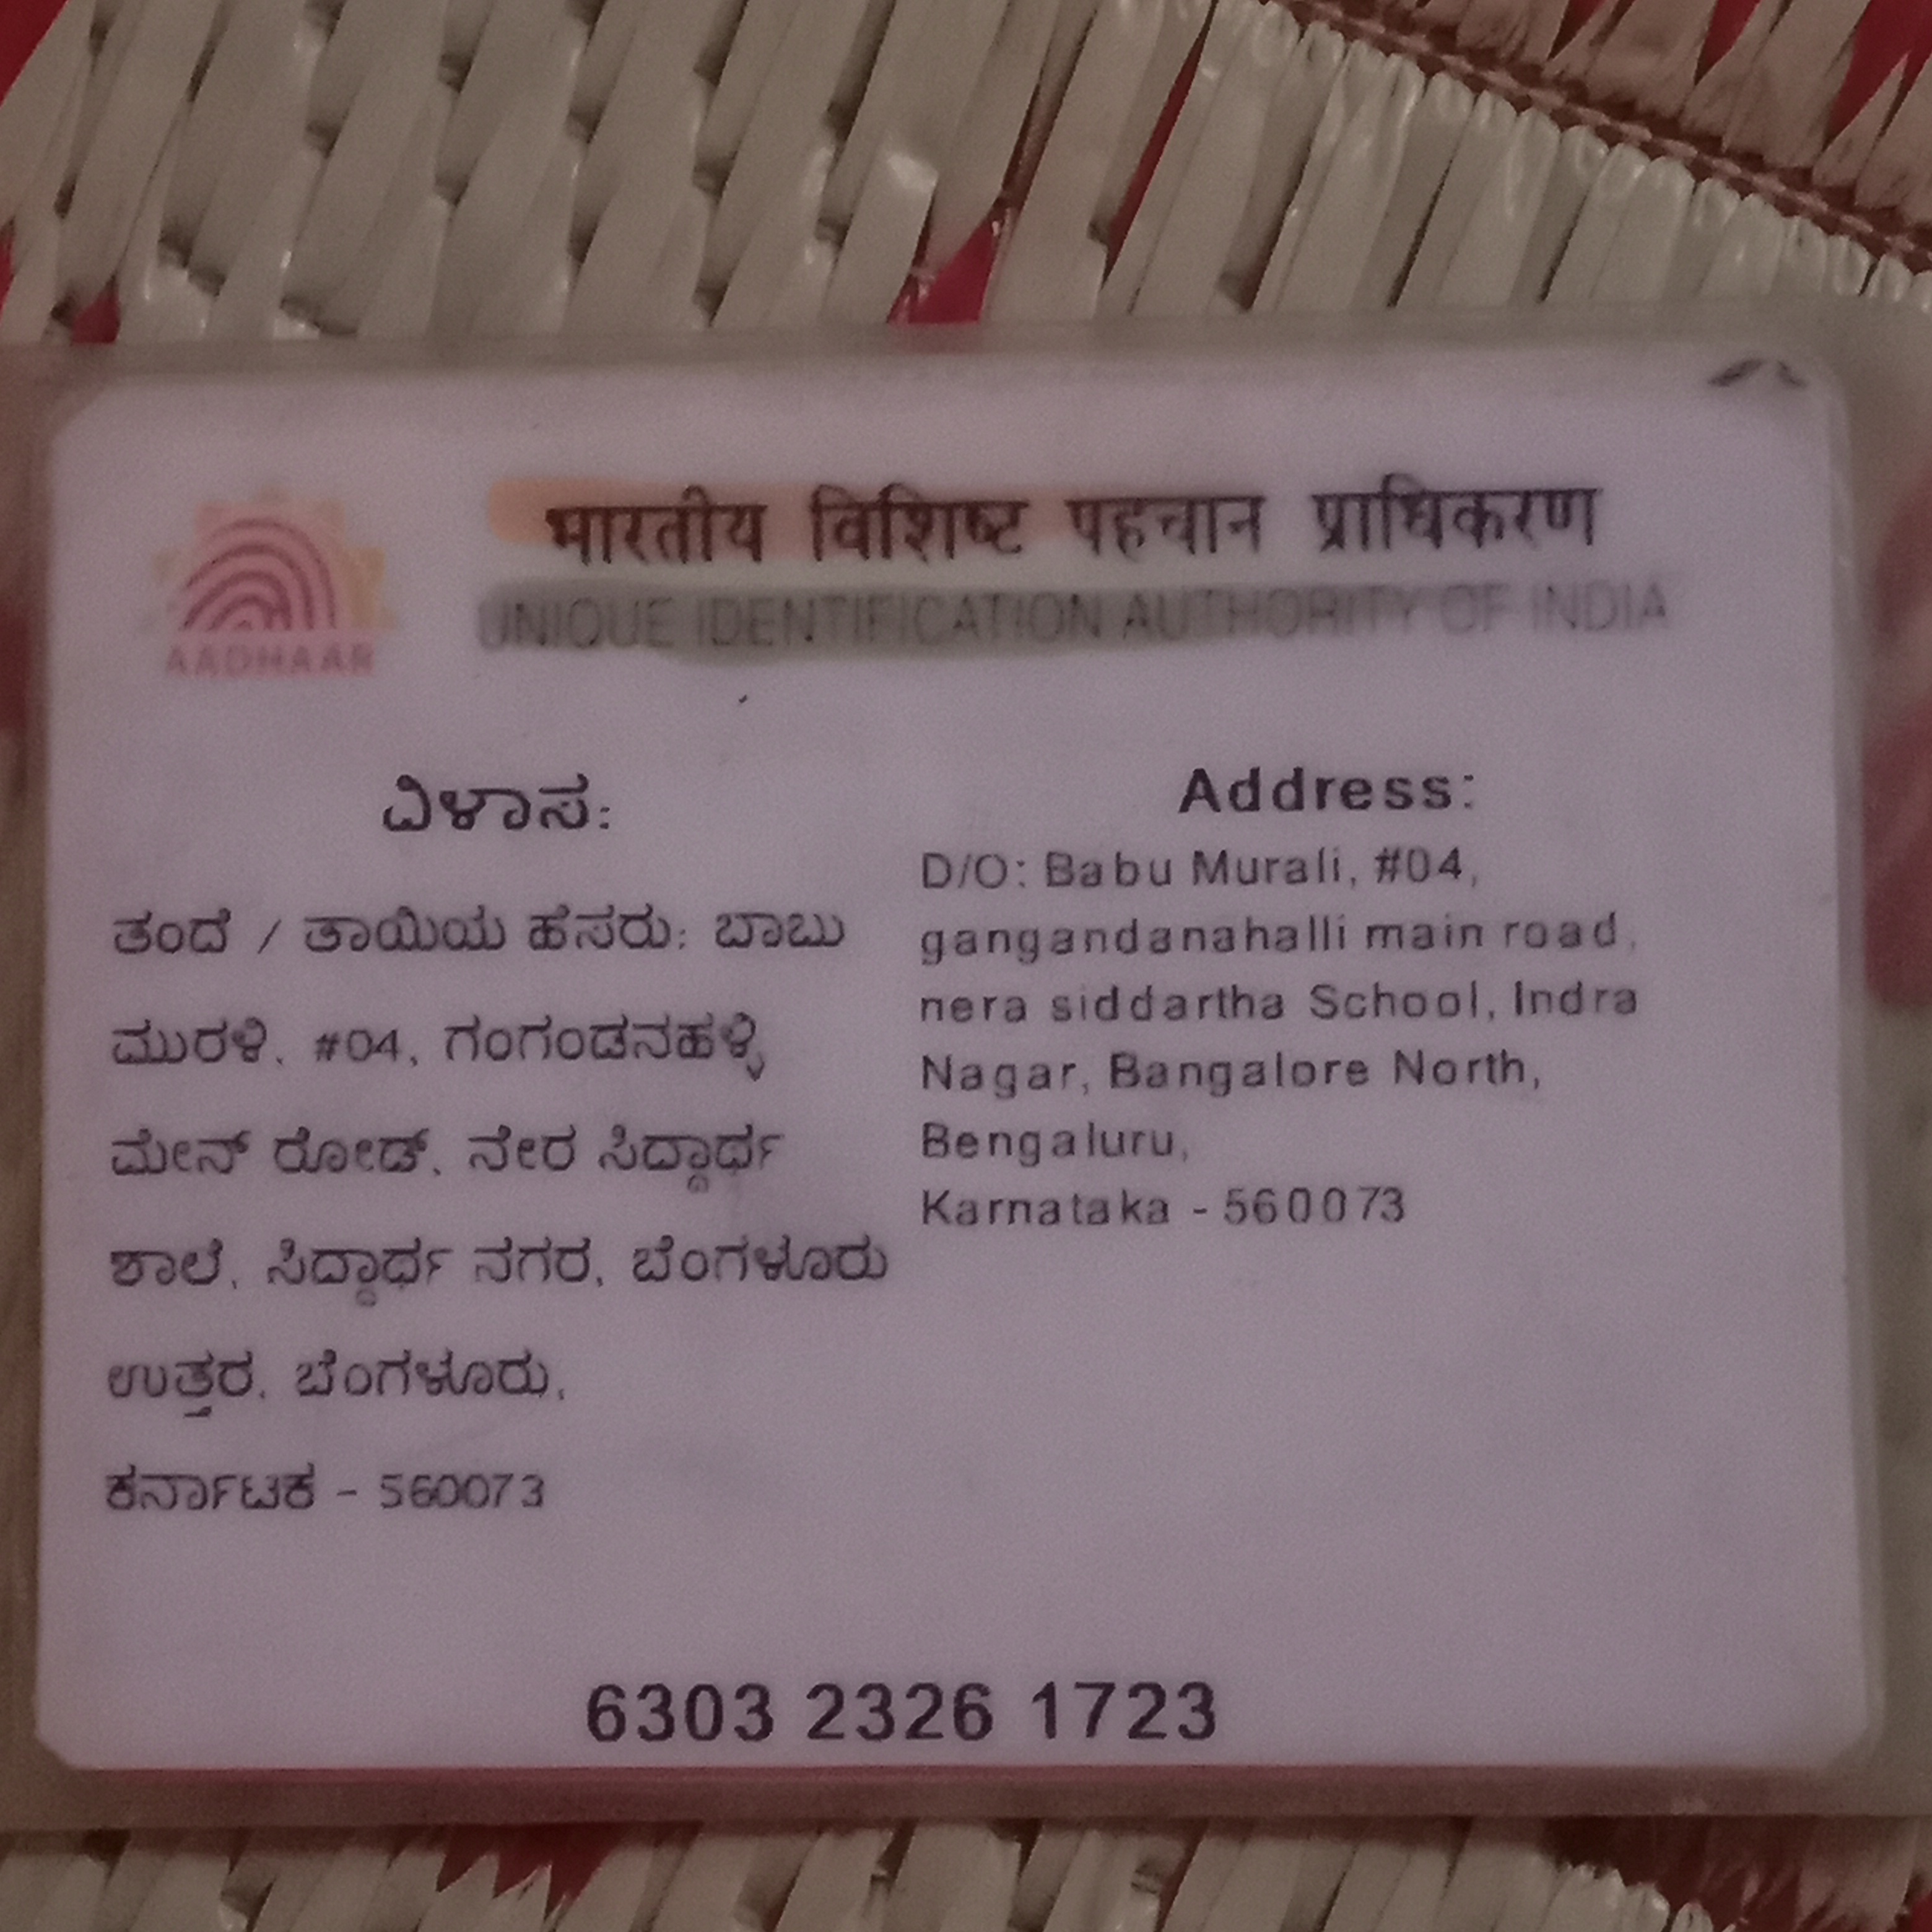 भारतीय विशिष्ट पहचान प्राधिकरण
UNIQUE IDENTIFICATION AUTHORITY OF INDIA
AADHAAR
ವಿಳಾಸ:
ತಂದೆ / ತಾಯಿಯ ಹೆಸರು: ಬಾಬು
ಮುರಳಿ, #04, ಗಂಗಂಡನಹಳ್ಳಿ
ಮೇನ್ ರೋಡ್, ನೇರ ಸಿದ್ದಾರ್ಥ
ಶಾಲೆ, ಸಿದ್ದಾರ್ಥ ನಗರ, ಬೆಂಗಳೂರು
ಉತ್ತರ, ಬೆಂಗಳೂರು,
ಕರ್ನಾಟಕ - 560073
Address:
D/O: Babu Murali, #04,
gangandanahalli main road,
nera siddartha School, Indra
Nagar, Bangalore North,
Bengaluru,
Karnataka - 560073
6303 2326 1723